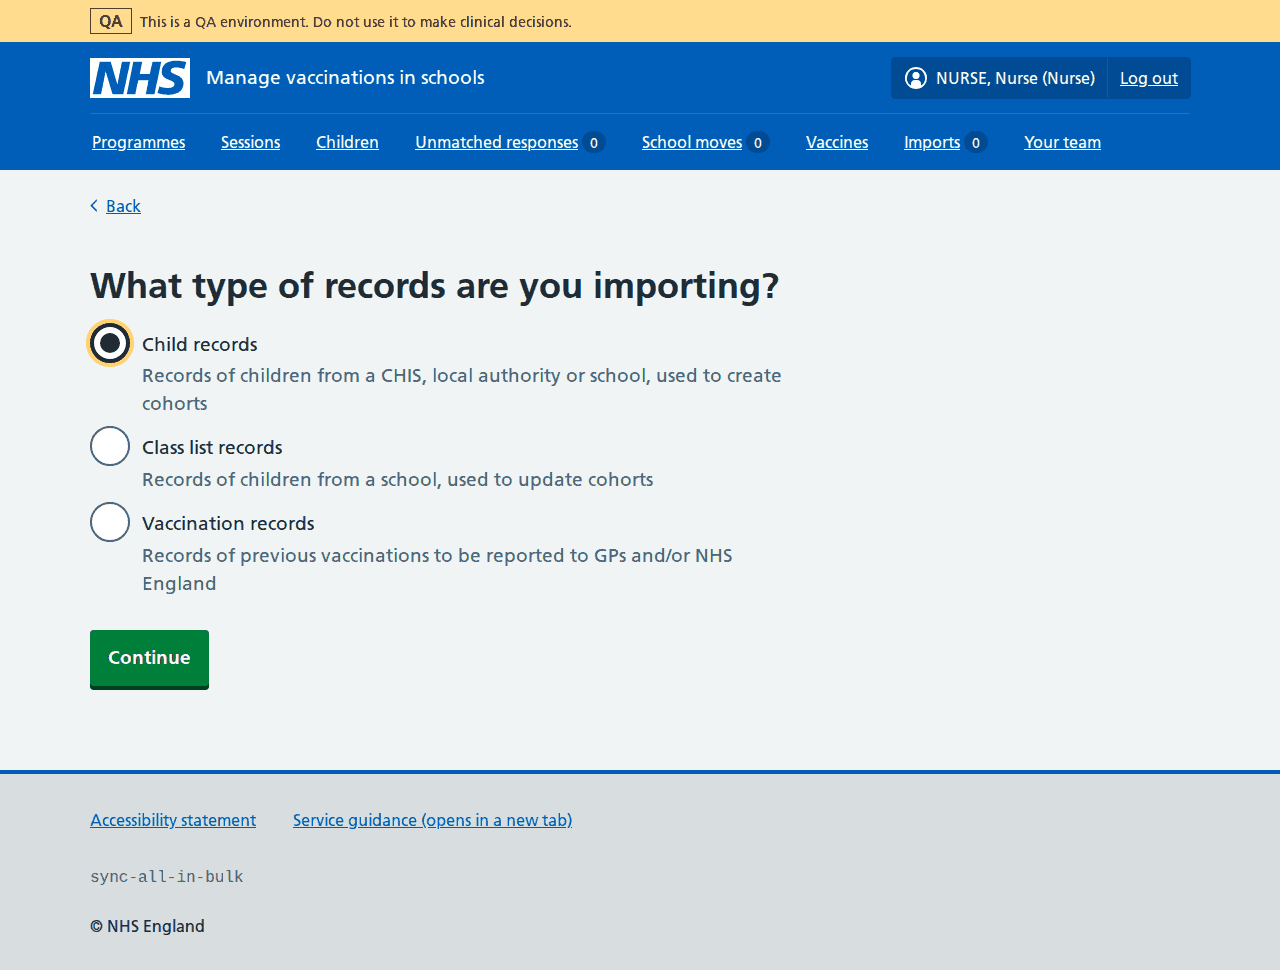 QA This is a QA environment. Do not use it to make clinical decisions.
NHS Manage vaccinations in schools NURSE, Nurse (Nurse) Log out
Programmes Sessions Children Unmatched responses 0 School moves 0 Vaccines Imports 0 Your team
Back
What type of records are you importing?
Child records
Records of children from a CHIS, local authority or school, used to create
cohorts
Class list records
Records of children from a school, used to update cohorts
Vaccination records
Records of previous vaccinations to be reported to GPs and/or NHS
England
Continue
Accessibility statement Service guidance (opens in a new tab)
sync-all-in-bulk
© NHS England